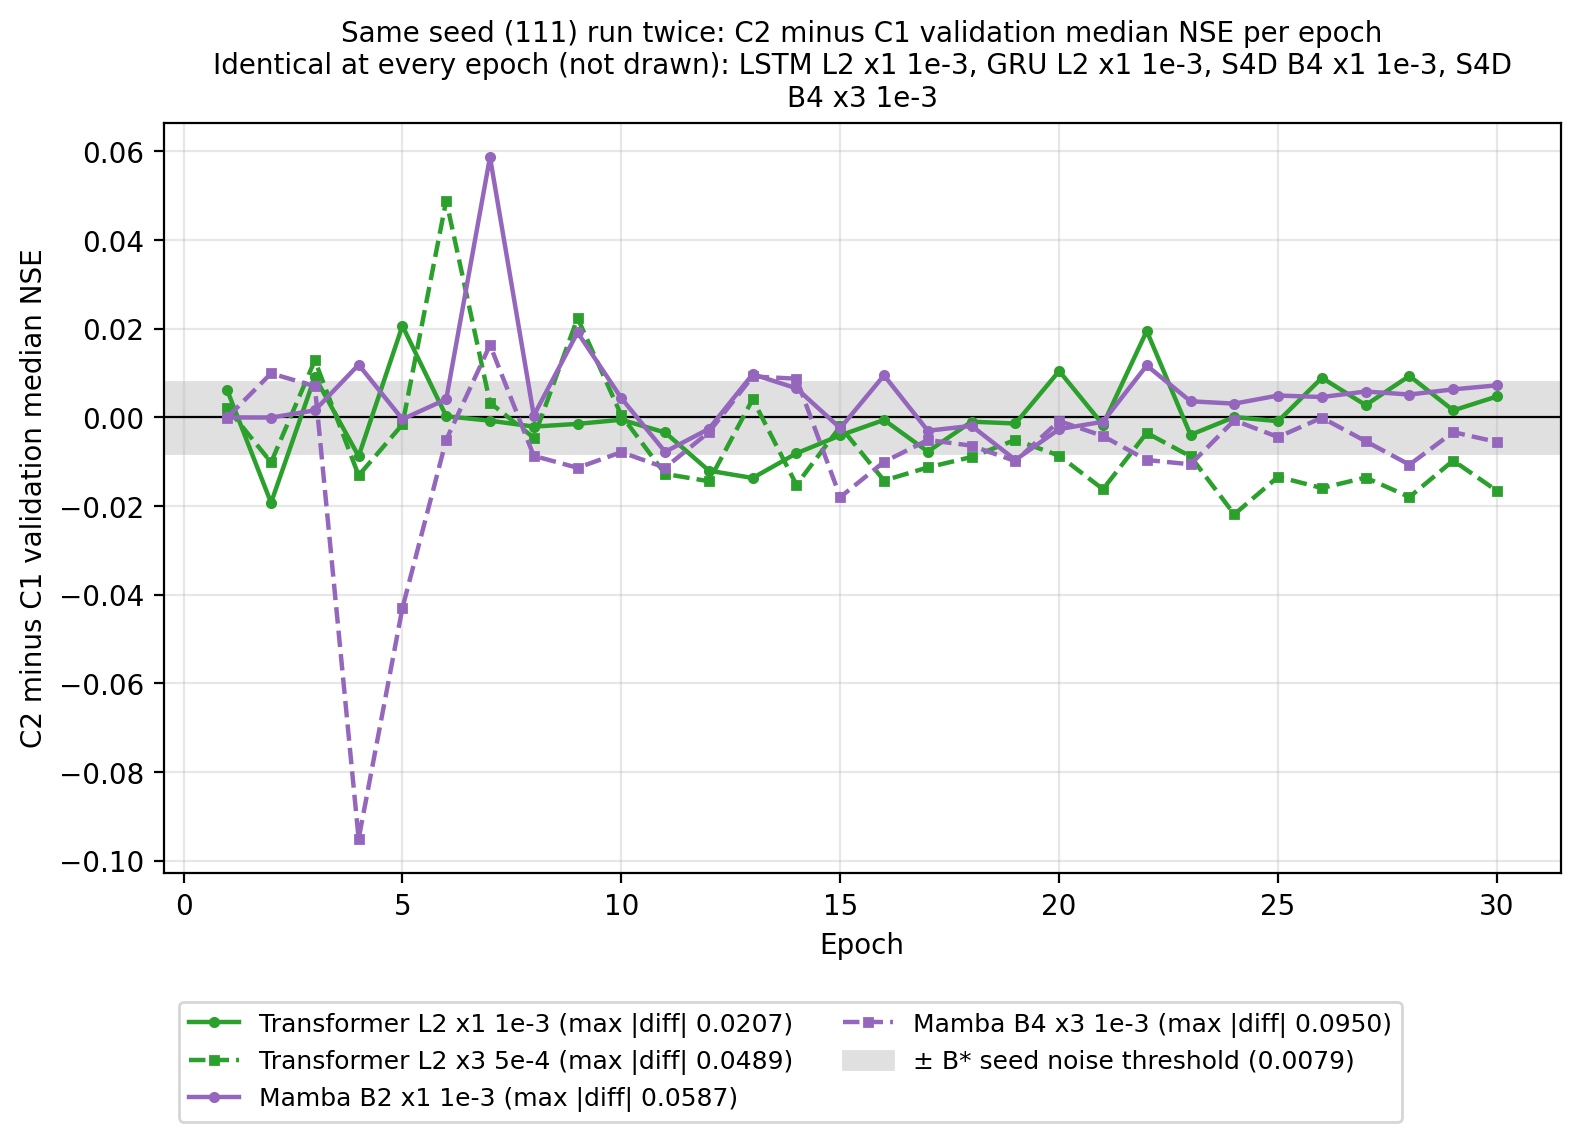 Same seed (111) run twice: C2 minus C1 validation median NSE per epoch
Identical at every epoch (not drawn): LSTM L2 x1 1e-3, GRU L2 x1 1e-3, S4D B4 x1 1e-3, S4D
B4 x3 1e-3
C2 minus C1 validation median NSE
0.06
0.04
0.02
0.00
−0.02
−0.04
−0.06
−0.08
−0.10
0
5
10
15
20
25
30
Epoch
Transformer L2 x1 1e-3 (max |diff| 0.0207)
Transformer L2 x3 5e-4 (max |diff| 0.0489)
Mamba B2 x1 1e-3 (max |diff| 0.0587)
Mamba B4 x3 1e-3 (max |diff| 0.0950)
± B* seed noise threshold (0.0079)